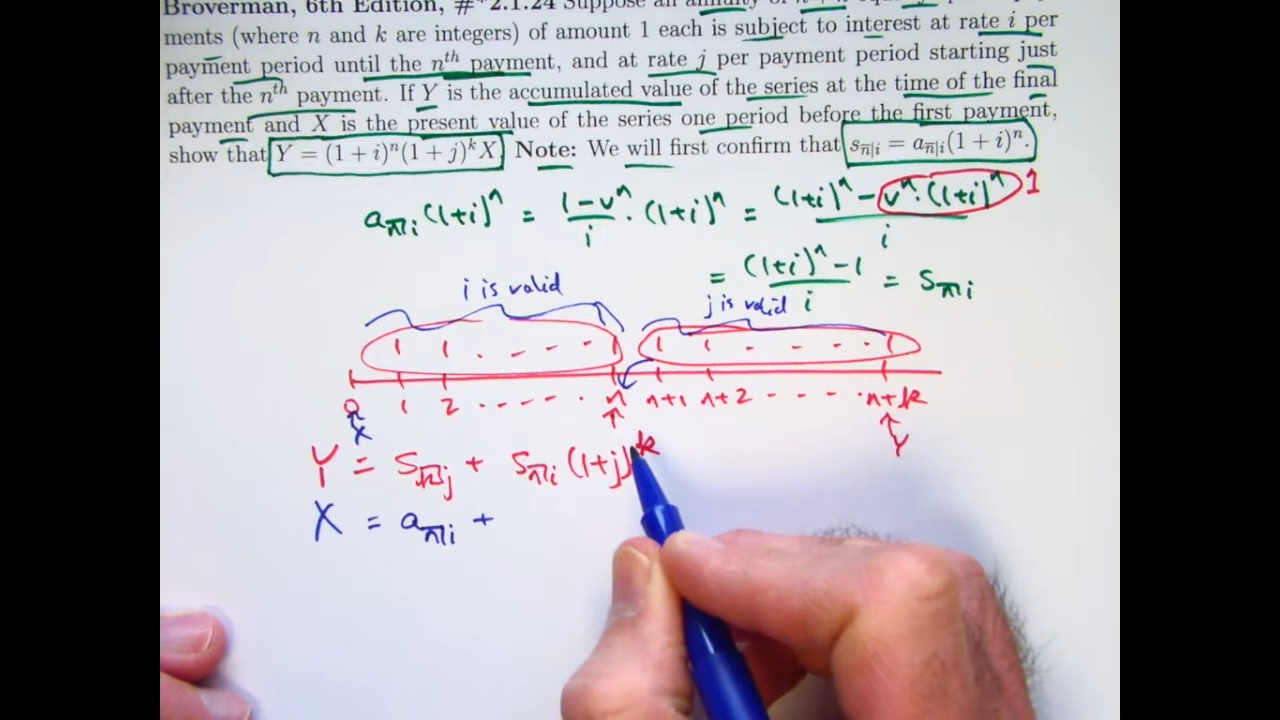 Broverman, 6th Edition, # 2.1.24 Suppose an annuity of n + k equally
ments (where n and k are integers) of amount 1 each is subject to interest at rate i per
payment period until the nth payment, and at rate j per payment period starting just
after the nth payment. If Y is the accumulated value of the series at the time of the final
payment and X is the present value of the series one period before the first payment,
show that Y = (1 + i)^n(1 + j)^k X. Note: We will first confirm that s_n̅|i = a_n̅|i(1 + i)^n.
a_n̅|i (1+i)^n = (1-v^n)/i · (1+i)^n = ((1+i)^n - v^n·(1+i)^n)/i 1
= ((1+i)^n - 1)/i = s_n̅|i
i is valid j is valid
1 1 . - - - 1 1 1 - - - - 1
0 1 2 ..---. n n+1 n+2 - - - - . n+k
X Y
Y = s_k̅|j + s_n̅|i (1+j)^k
X = a_n̅|i +